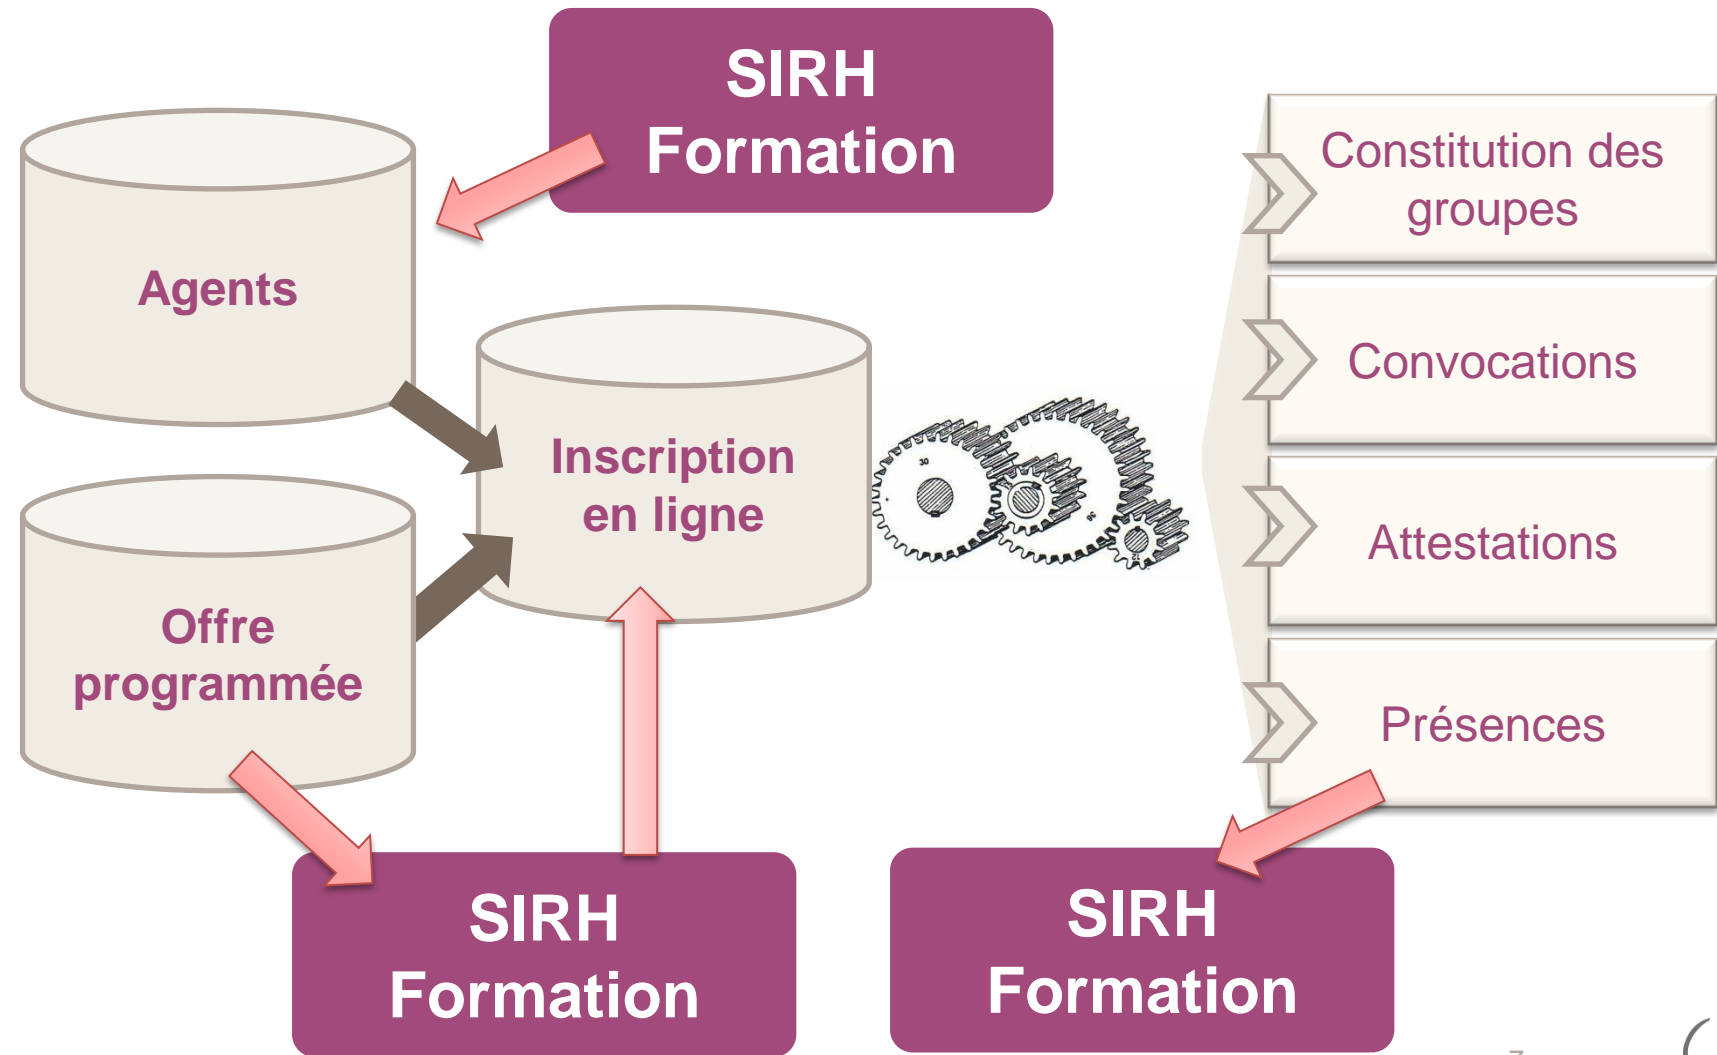 SIRH
Formation
Agents
Inscription
en ligne
Offre
programmée
Constitution des
groupes
Convocations
Attestations
Présences
SIRH
Formation
SIRH
Formation